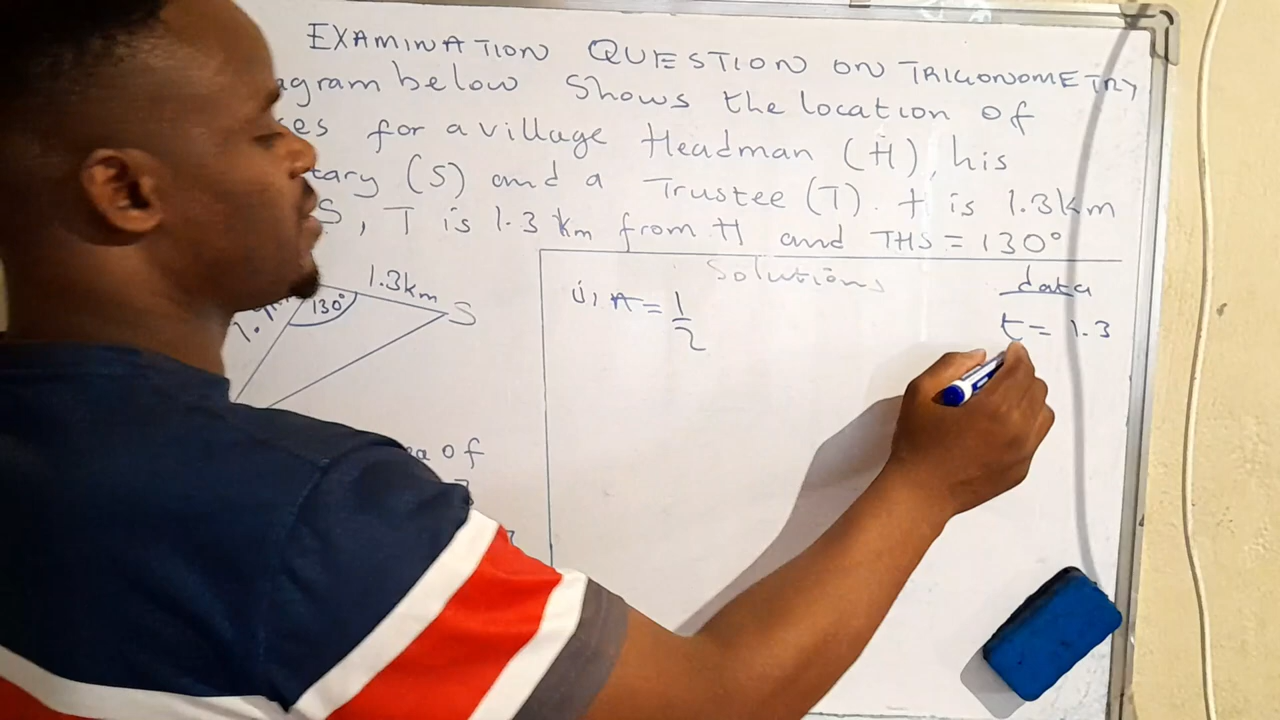 EXAMINATION QUESTION ON TRIGONOMETRY
agram below shows the location of
es for a village Headman (H), his
tary (S) and a Trustee (T). t is 1.3km
S, T is 1.3 km from H and THS = 130°
Solutions
data
1.3km
130°
S
i, A = 1/2
t = 1.3
a of